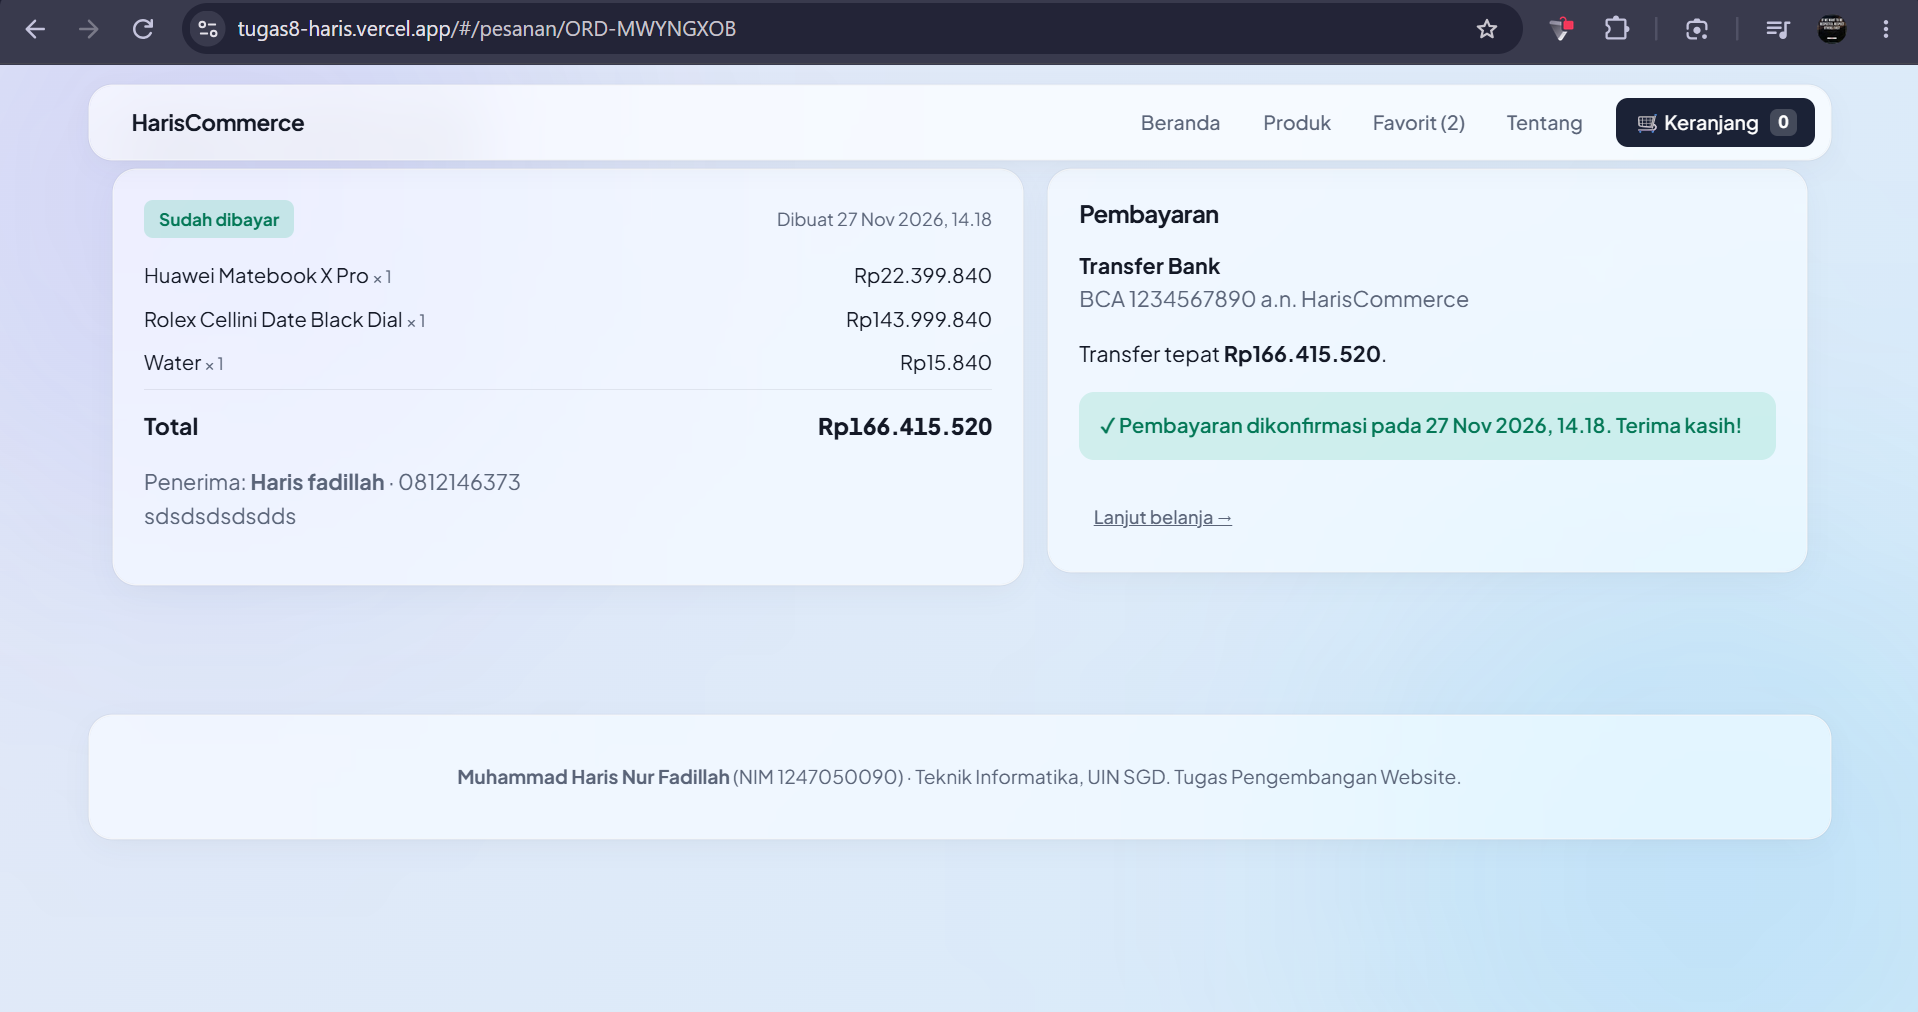 tugas8-haris.vercel.app/#/pesanan/ORD-MWYNGXOB
HarisCommerce
Beranda
Produk
Favorit (2)
Tentang
Keranjang 0
Sudah dibayar
Dibuat 27 Nov 2026, 14.18
Huawei Matebook X Pro × 1 Rp22.399.840
Rolex Cellini Date Black Dial × 1 Rp143.999.840
Water × 1 Rp15.840
Total Rp166.415.520
Penerima: Haris fadillah · 0812146373
sdsdsdsdsdds
Pembayaran
Transfer Bank
BCA 1234567890 a.n. HarisCommerce
Transfer tepat Rp166.415.520.
✓ Pembayaran dikonfirmasi pada 27 Nov 2026, 14.18. Terima kasih!
Lanjut belanja →
Muhammad Haris Nur Fadillah (NIM 1247050090) · Teknik Informatika, UIN SGD. Tugas Pengembangan Website.